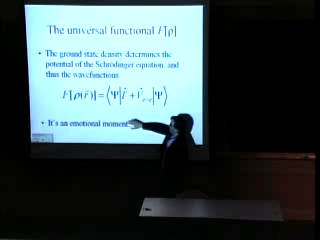 The universal functional F[ρ]
• The ground state density determines the
potential of the Schrödinger equation, and
thus the wavefunctions
F[ρ(r⃗)] = ⟨Ψ|T̂ + V̂ₑ₋ₑ|Ψ⟩
• It's an emotional moment